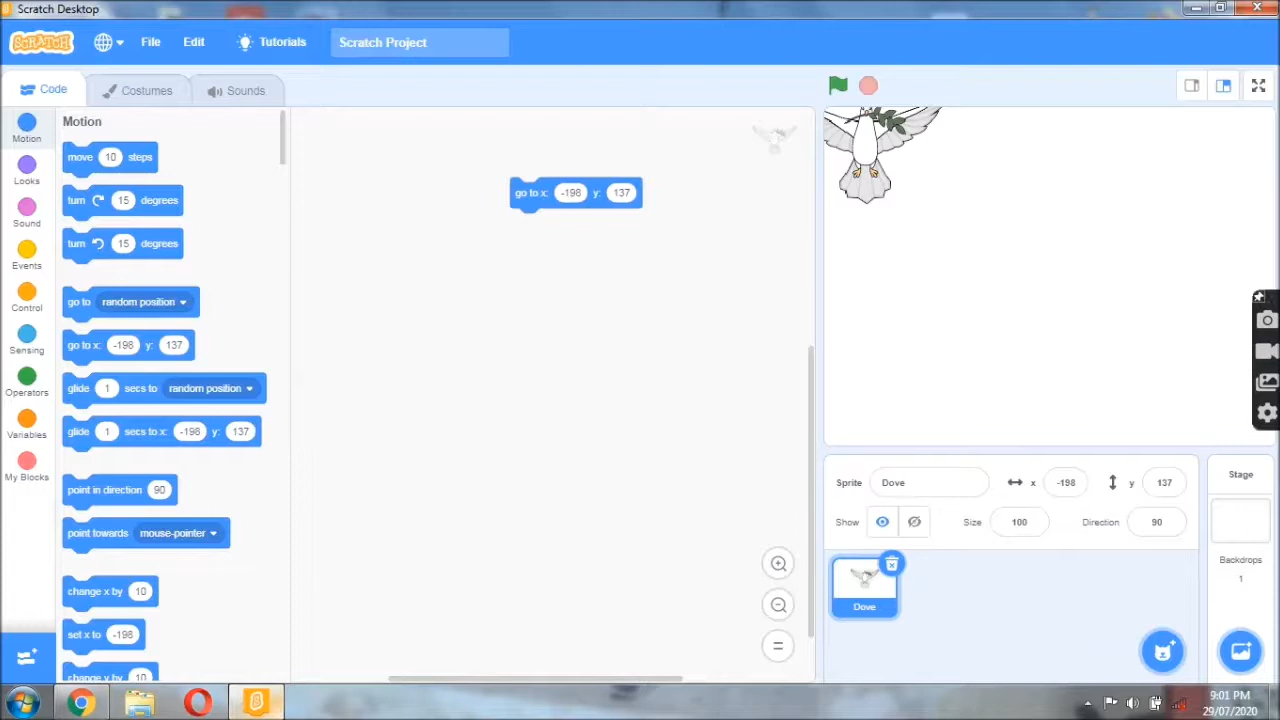 Scratch Desktop
SCRATCH File Edit Tutorials Scratch Project
Code Costumes Sounds
Motion
Looks
Sound
Events
Control
Sensing
Operators
Variables
My Blocks
Motion
move 10 steps
turn 15 degrees
turn 15 degrees
go to random position
go to x: -198 y: 137
glide 1 secs to random position
glide 1 secs to x: -198 y: 137
point in direction 90
point towards mouse-pointer
change x by 10
set x to -198
change y by 10
go to x: -198 y: 137
Sprite Dove x -198 y 137
Show Size 100 Direction 90
Dove
Stage
Backdrops
1
9:01 PM
29/07/2020